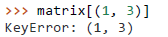 >>> matrix[(1, 3)]
KeyError: (1, 3)